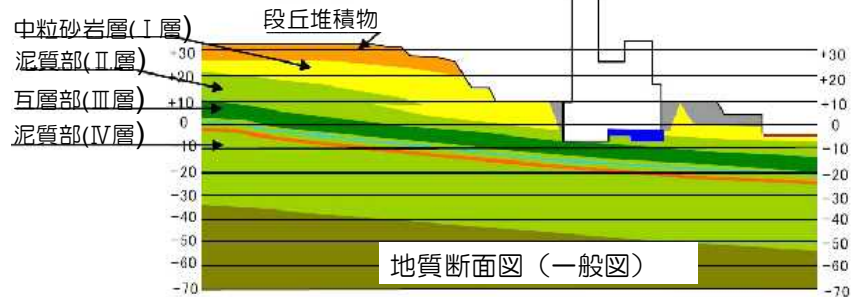 段丘堆積物
中粒砂岩層(Ⅰ層)
泥質部(Ⅱ層)
互層部(Ⅲ層)
泥質部(Ⅳ層)
+30 +30
+20 +20
+10 +10
0 0
-10 -10
-20 -20
-30 -30
-40 -40
-50 -50
-60 -60
-70 -70
地質断面図（一般図）